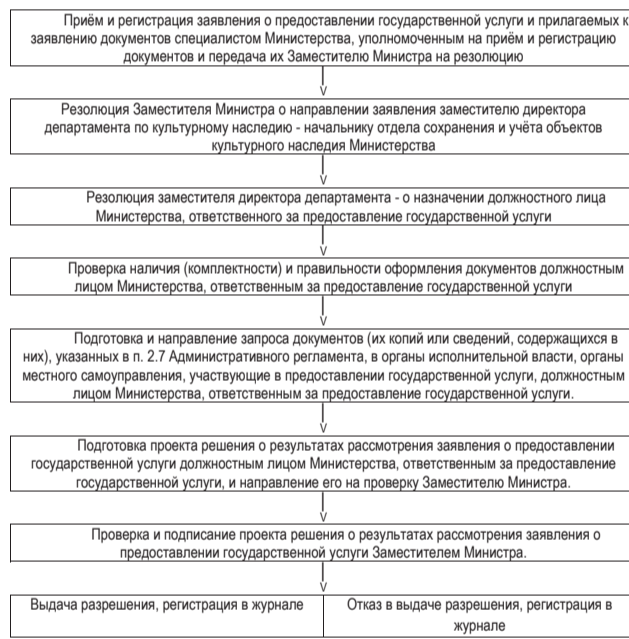 Приём и регистрация заявления о предоставлении государственной услуги и прилагаемых к
заявлению документов специалистом Министерства, уполномоченным на приём и регистрацию
документов и передача их Заместителю Министра на резолюцию
Резолюция Заместителя Министра о направлении заявления заместителю директора
департамента по культурному наследию - начальнику отдела сохранения и учёта объектов
культурного наследия Министерства
Резолюция заместителя директора департамента - о назначении должностного лица
Министерства, ответственного за предоставление государственной услуги
Проверка наличия (комплектности) и правильности оформления документов должностным
лицом Министерства, ответственным за предоставление государственной услуги
Подготовка и направление запроса документов (их копий или сведений, содержащихся в
них), указанных в п. 2.7 Административного регламента, в органы исполнительной власти, органы
местного самоуправления, участвующие в предоставлении государственной услуги, должностным
лицом Министерства, ответственным за предоставление государственной услуги.
Подготовка проекта решения о результатах рассмотрения заявления о предоставлении
государственной услуги должностным лицом Министерства, ответственным за предоставление
государственной услуги, и направление его на проверку Заместителю Министра.
Проверка и подписание проекта решения о результатах рассмотрения заявления о
предоставлении государственной услуги Заместителем Министра.
Выдача разрешения, регистрация в журнале
Отказ в выдаче разрешения, регистрация в
журнале